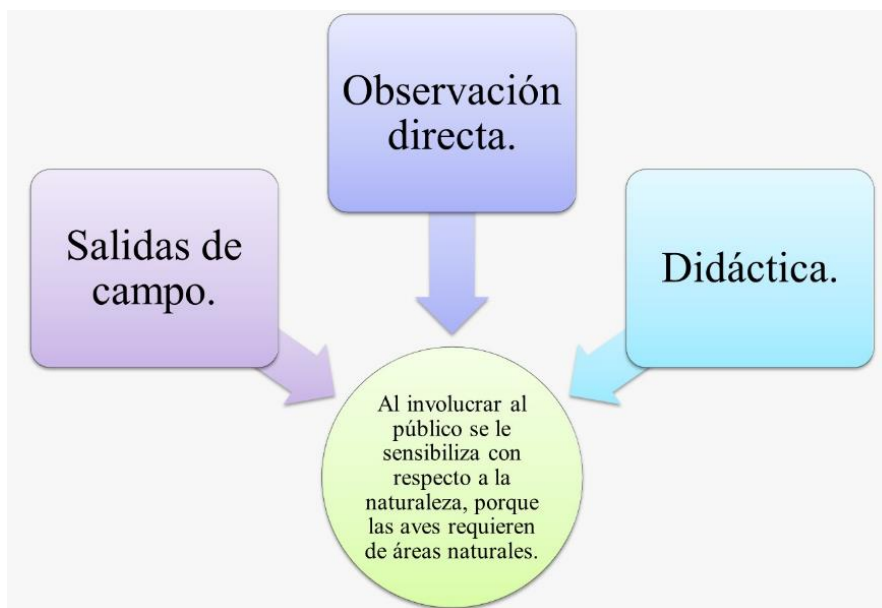 Salidas de
campo.
Observación
directa.
Didáctica.
Al involucrar al
público se le
sensibiliza con
respecto a la
naturaleza, porque
las aves requieren
de áreas naturales.